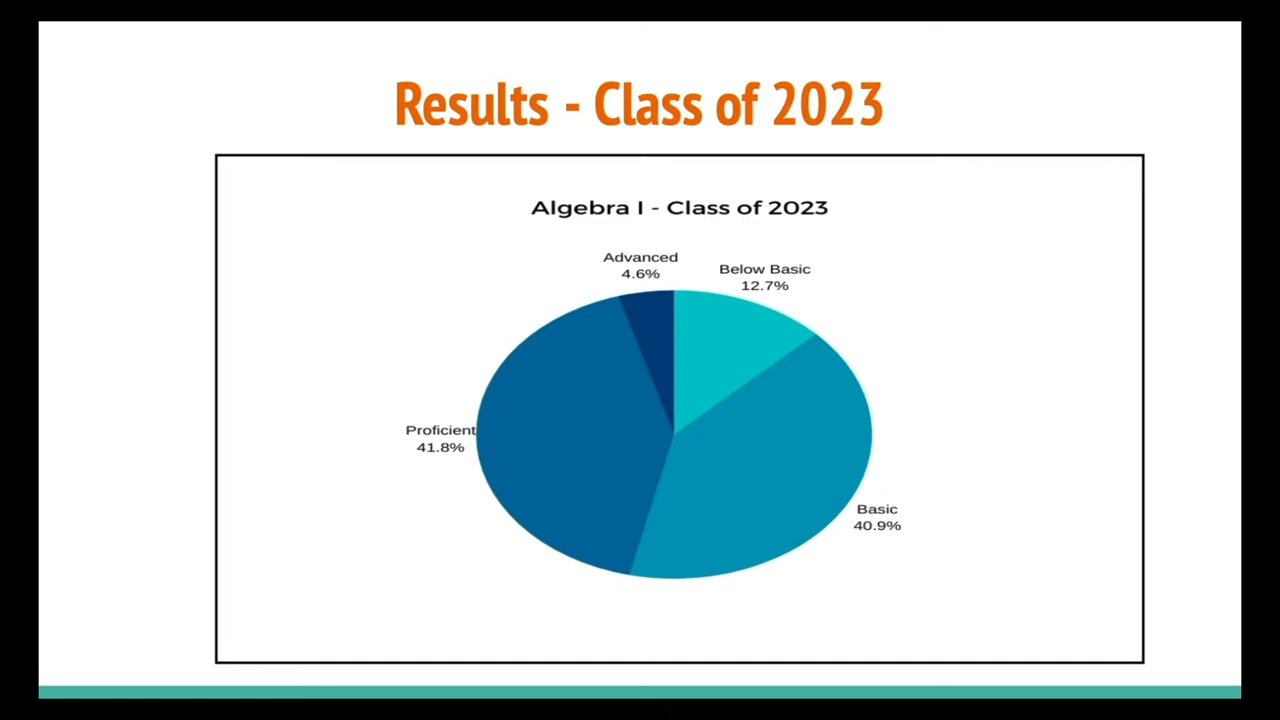 Results - Class of 2023
Algebra I - Class of 2023
Advanced
4.6%
Below Basic
12.7%
Proficient
41.8%
Basic
40.9%